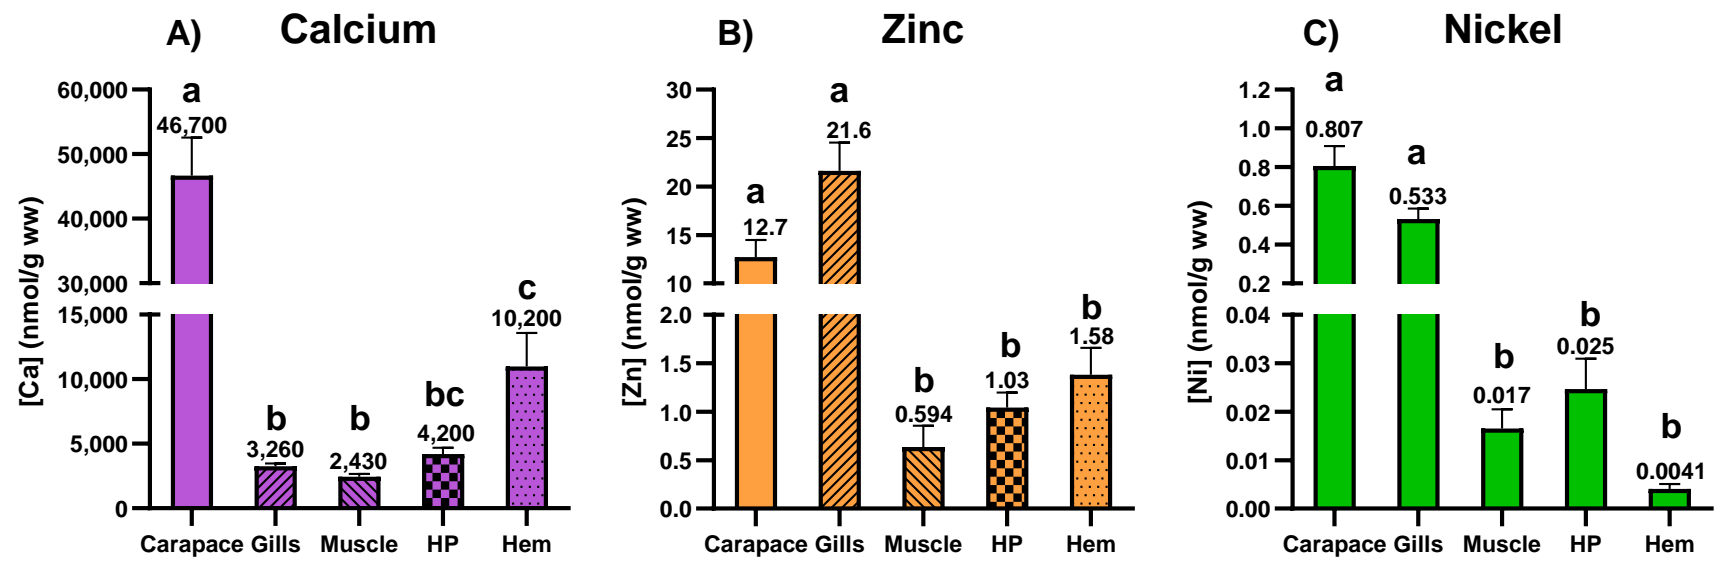 A) Calcium
[Ca] (nmol/g ww)
60,000
50,000
40,000
30,000
15,000
10,000
5,000
0
a
46,700
b
3,260
b
2,430
bc
4,200
c
10,200
Carapace Gills Muscle HP Hem
B) Zinc
[Zn] (nmol/g ww)
30
25
20
15
10
2.0
1.5
1.0
0.5
0.0
a
12.7
a
21.6
b
0.594
b
1.03
b
1.58
Carapace Gills Muscle HP Hem
C) Nickel
[Ni] (nmol/g ww)
1.2
1.0
0.8
0.6
0.4
0.2
0.04
0.03
0.02
0.01
0.00
a
0.807
a
0.533
b
0.017
b
0.025
b
0.0041
Carapace Gills Muscle HP Hem